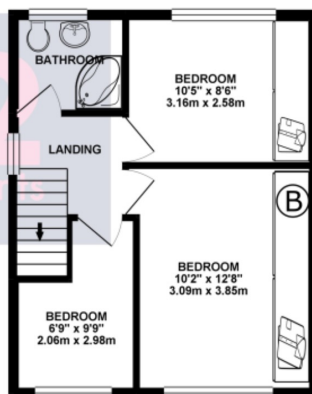 BATHROOM
BEDROOM
10'5" x 8'6"
3.16m x 2.58m
LANDING
B
BEDROOM
10'2" x 12'8"
3.09m x 3.85m
BEDROOM
6'9" x 9'9"
2.06m x 2.98m